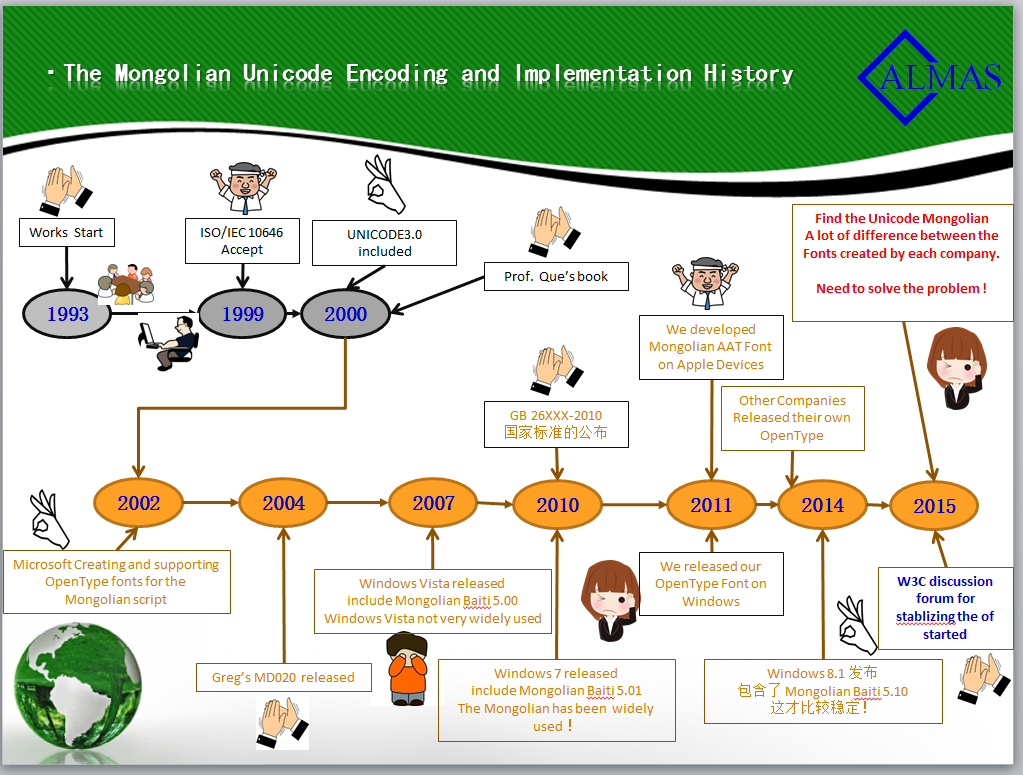 · The Mongolian Unicode Encoding and Implementation History
ALMAS
Works Start
ISO/IEC 10646
Accept
UNICODE3.0
included
Prof. Que's book
1993
1999
2000
Find the Unicode Mongolian
A lot of difference between the
Fonts created by each company.
Need to solve the problem !
We developed
Mongolian AAT Font
on Apple Devices
GB 26XXX-2010
国家标准的公布
Other Companies
Released their own
OpenType
2002
2004
2007
2010
2011
2014
2015
Microsoft Creating and supporting
OpenType fonts for the
Mongolian script
Greg's MD020 released
Windows Vista released
include Mongolian Baiti 5.00
Windows Vista not very widely used
Windows 7 released
include Mongolian Baiti 5.01
The Mongolian has been widely
used！
We released our
OpenType Font on
Windows
Windows 8.1 发布
包含了 Mongolian Baiti 5.10
这才比较稳定！
W3C discussion
forum for
stablizing the of
started